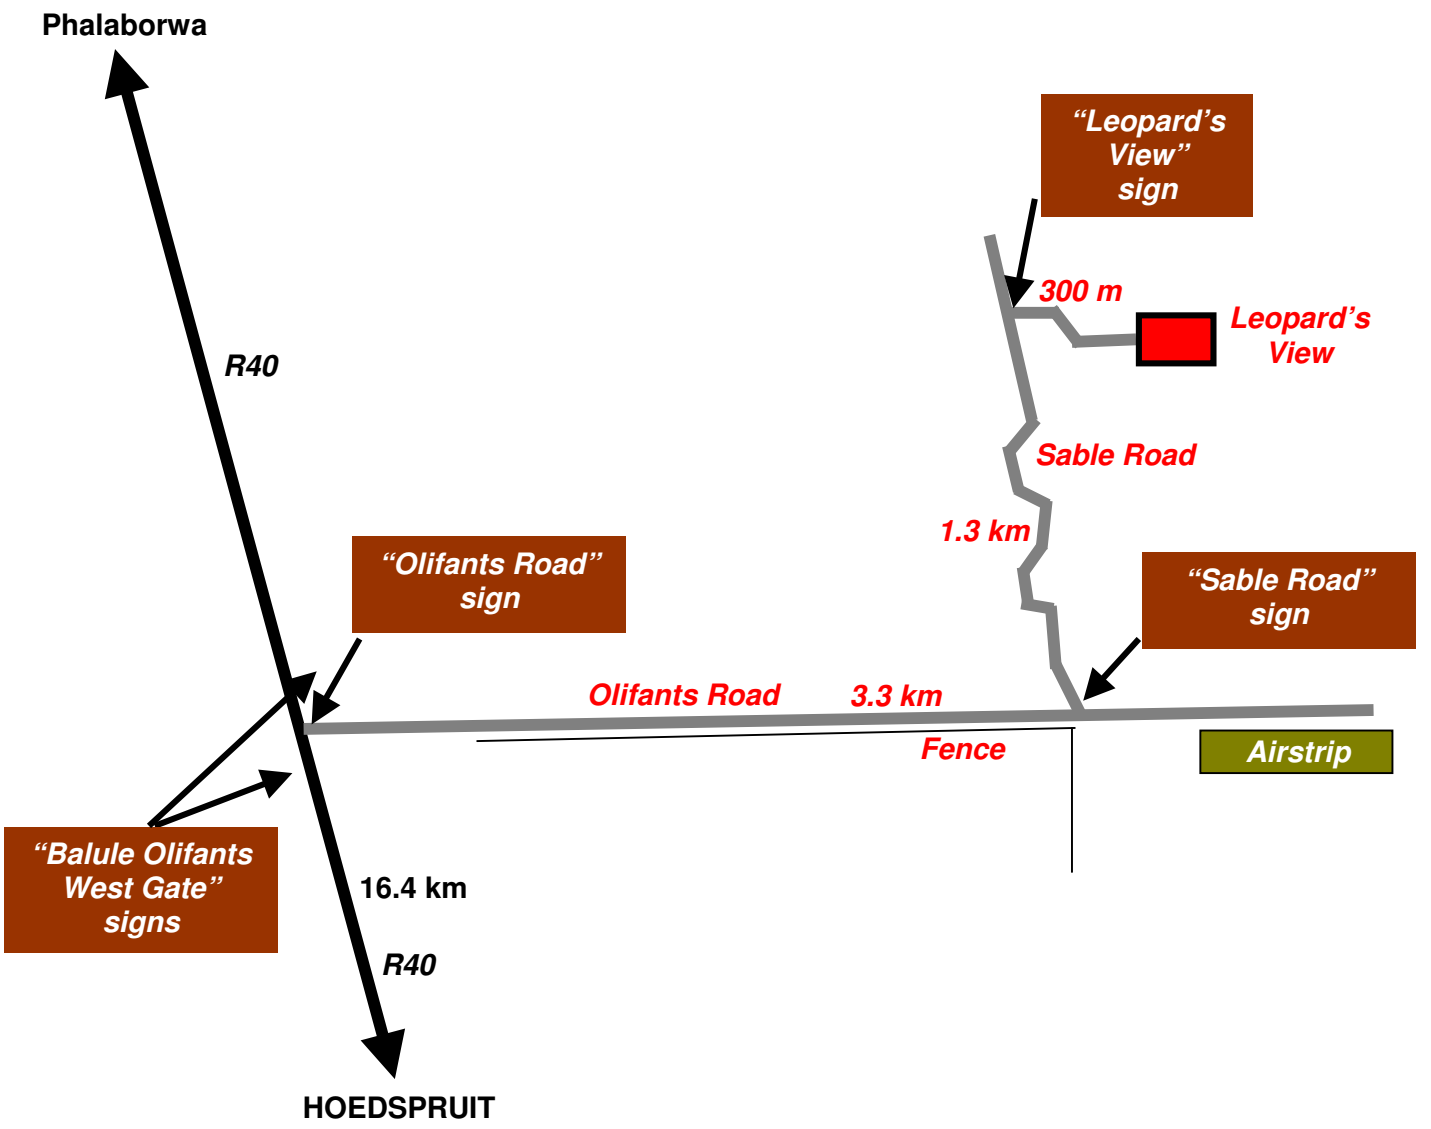 Phalaborwa
“Leopard’s
View”
sign
300 m
Leopard’s
View
R40
Sable Road
1.3 km
“Olifants Road”
sign
“Sable Road”
sign
Olifants Road
3.3 km
Fence
Airstrip
“Balule Olifants
West Gate”
signs
16.4 km
R40
HOEDSPRUIT